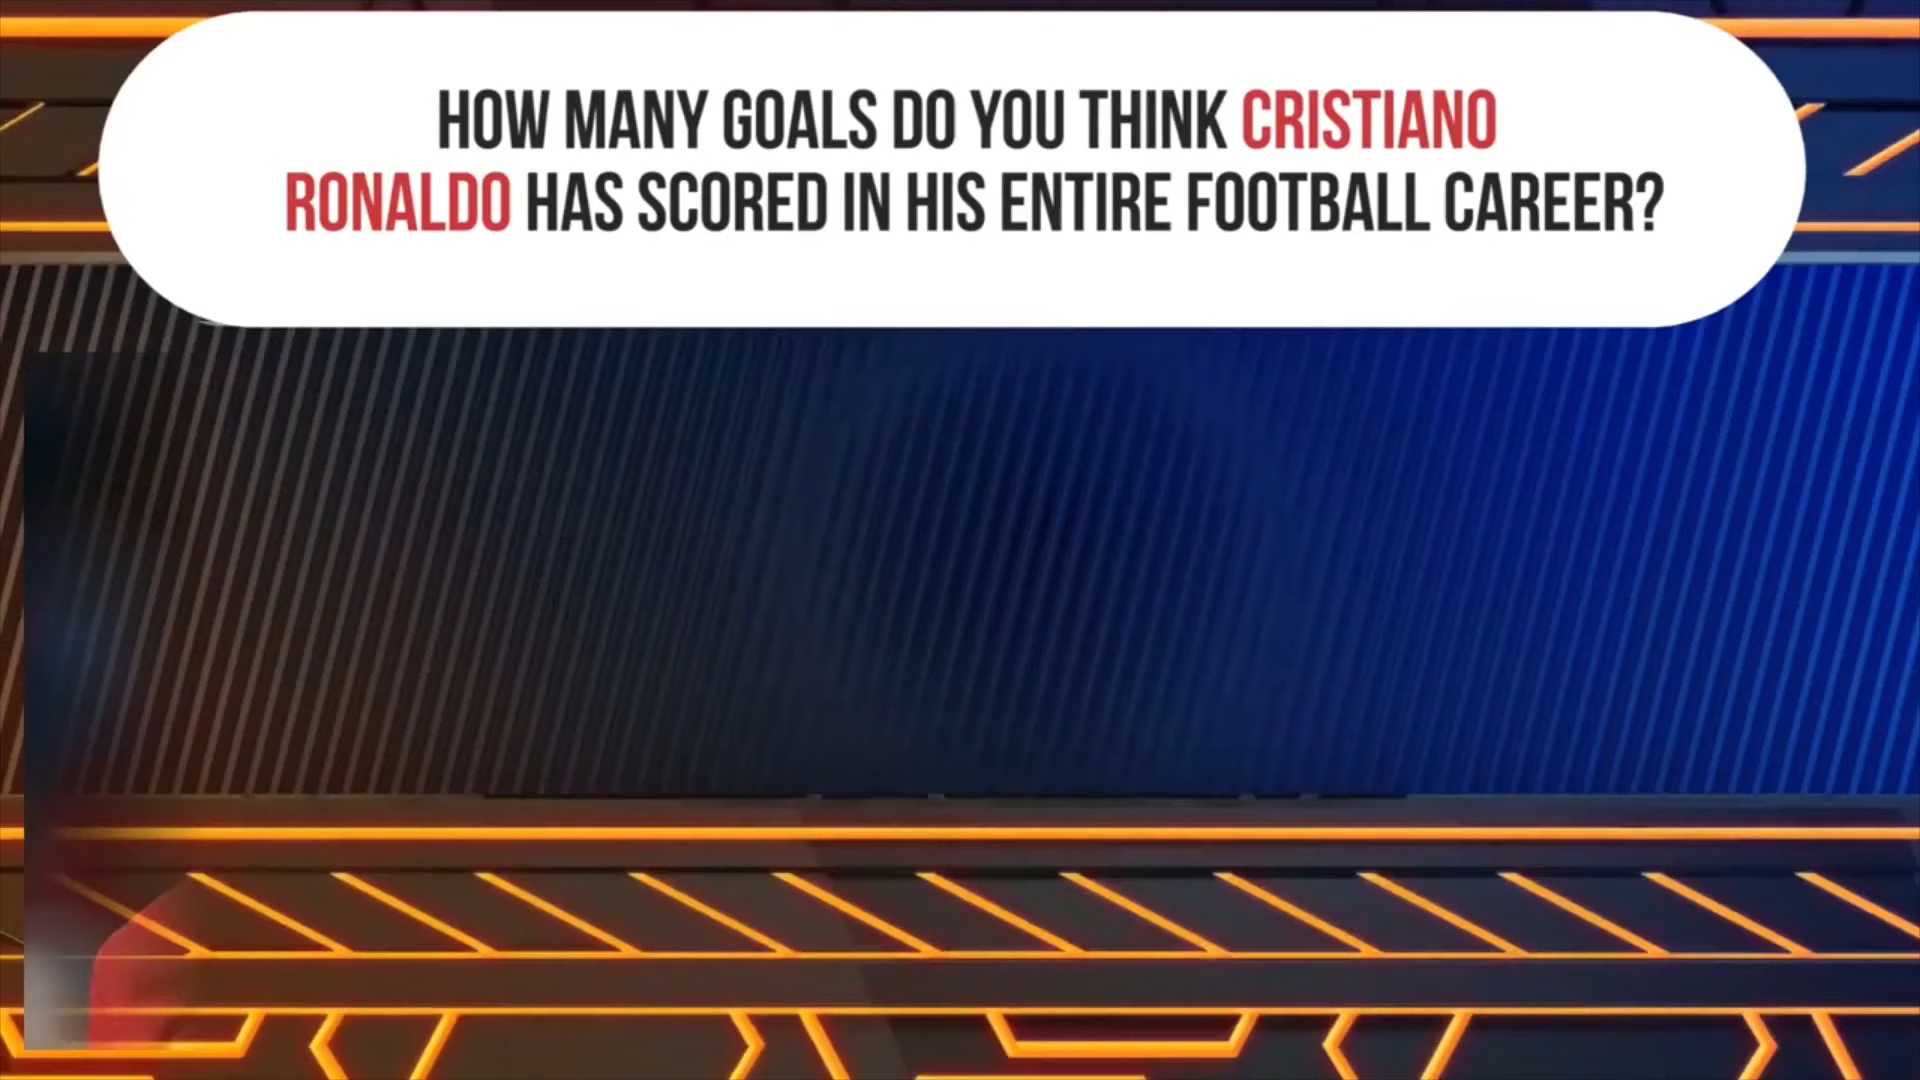 HOW MANY GOALS DO YOU THINK CRISTIANO
RONALDO HAS SCORED IN HIS ENTIRE FOOTBALL CAREER?